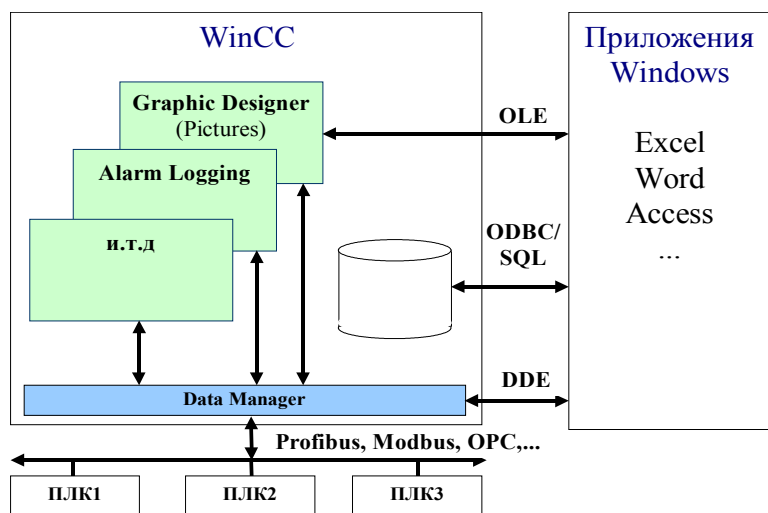 WinCC
Graphic Designer
(Pictures)
Alarm Logging
и.т.д
Data Manager
Profibus, Modbus, OPC,...
ПЛК1
ПЛК2
ПЛК3
OLE
ODBC/
SQL
DDE
Приложения
Windows
Excel
Word
Access
...